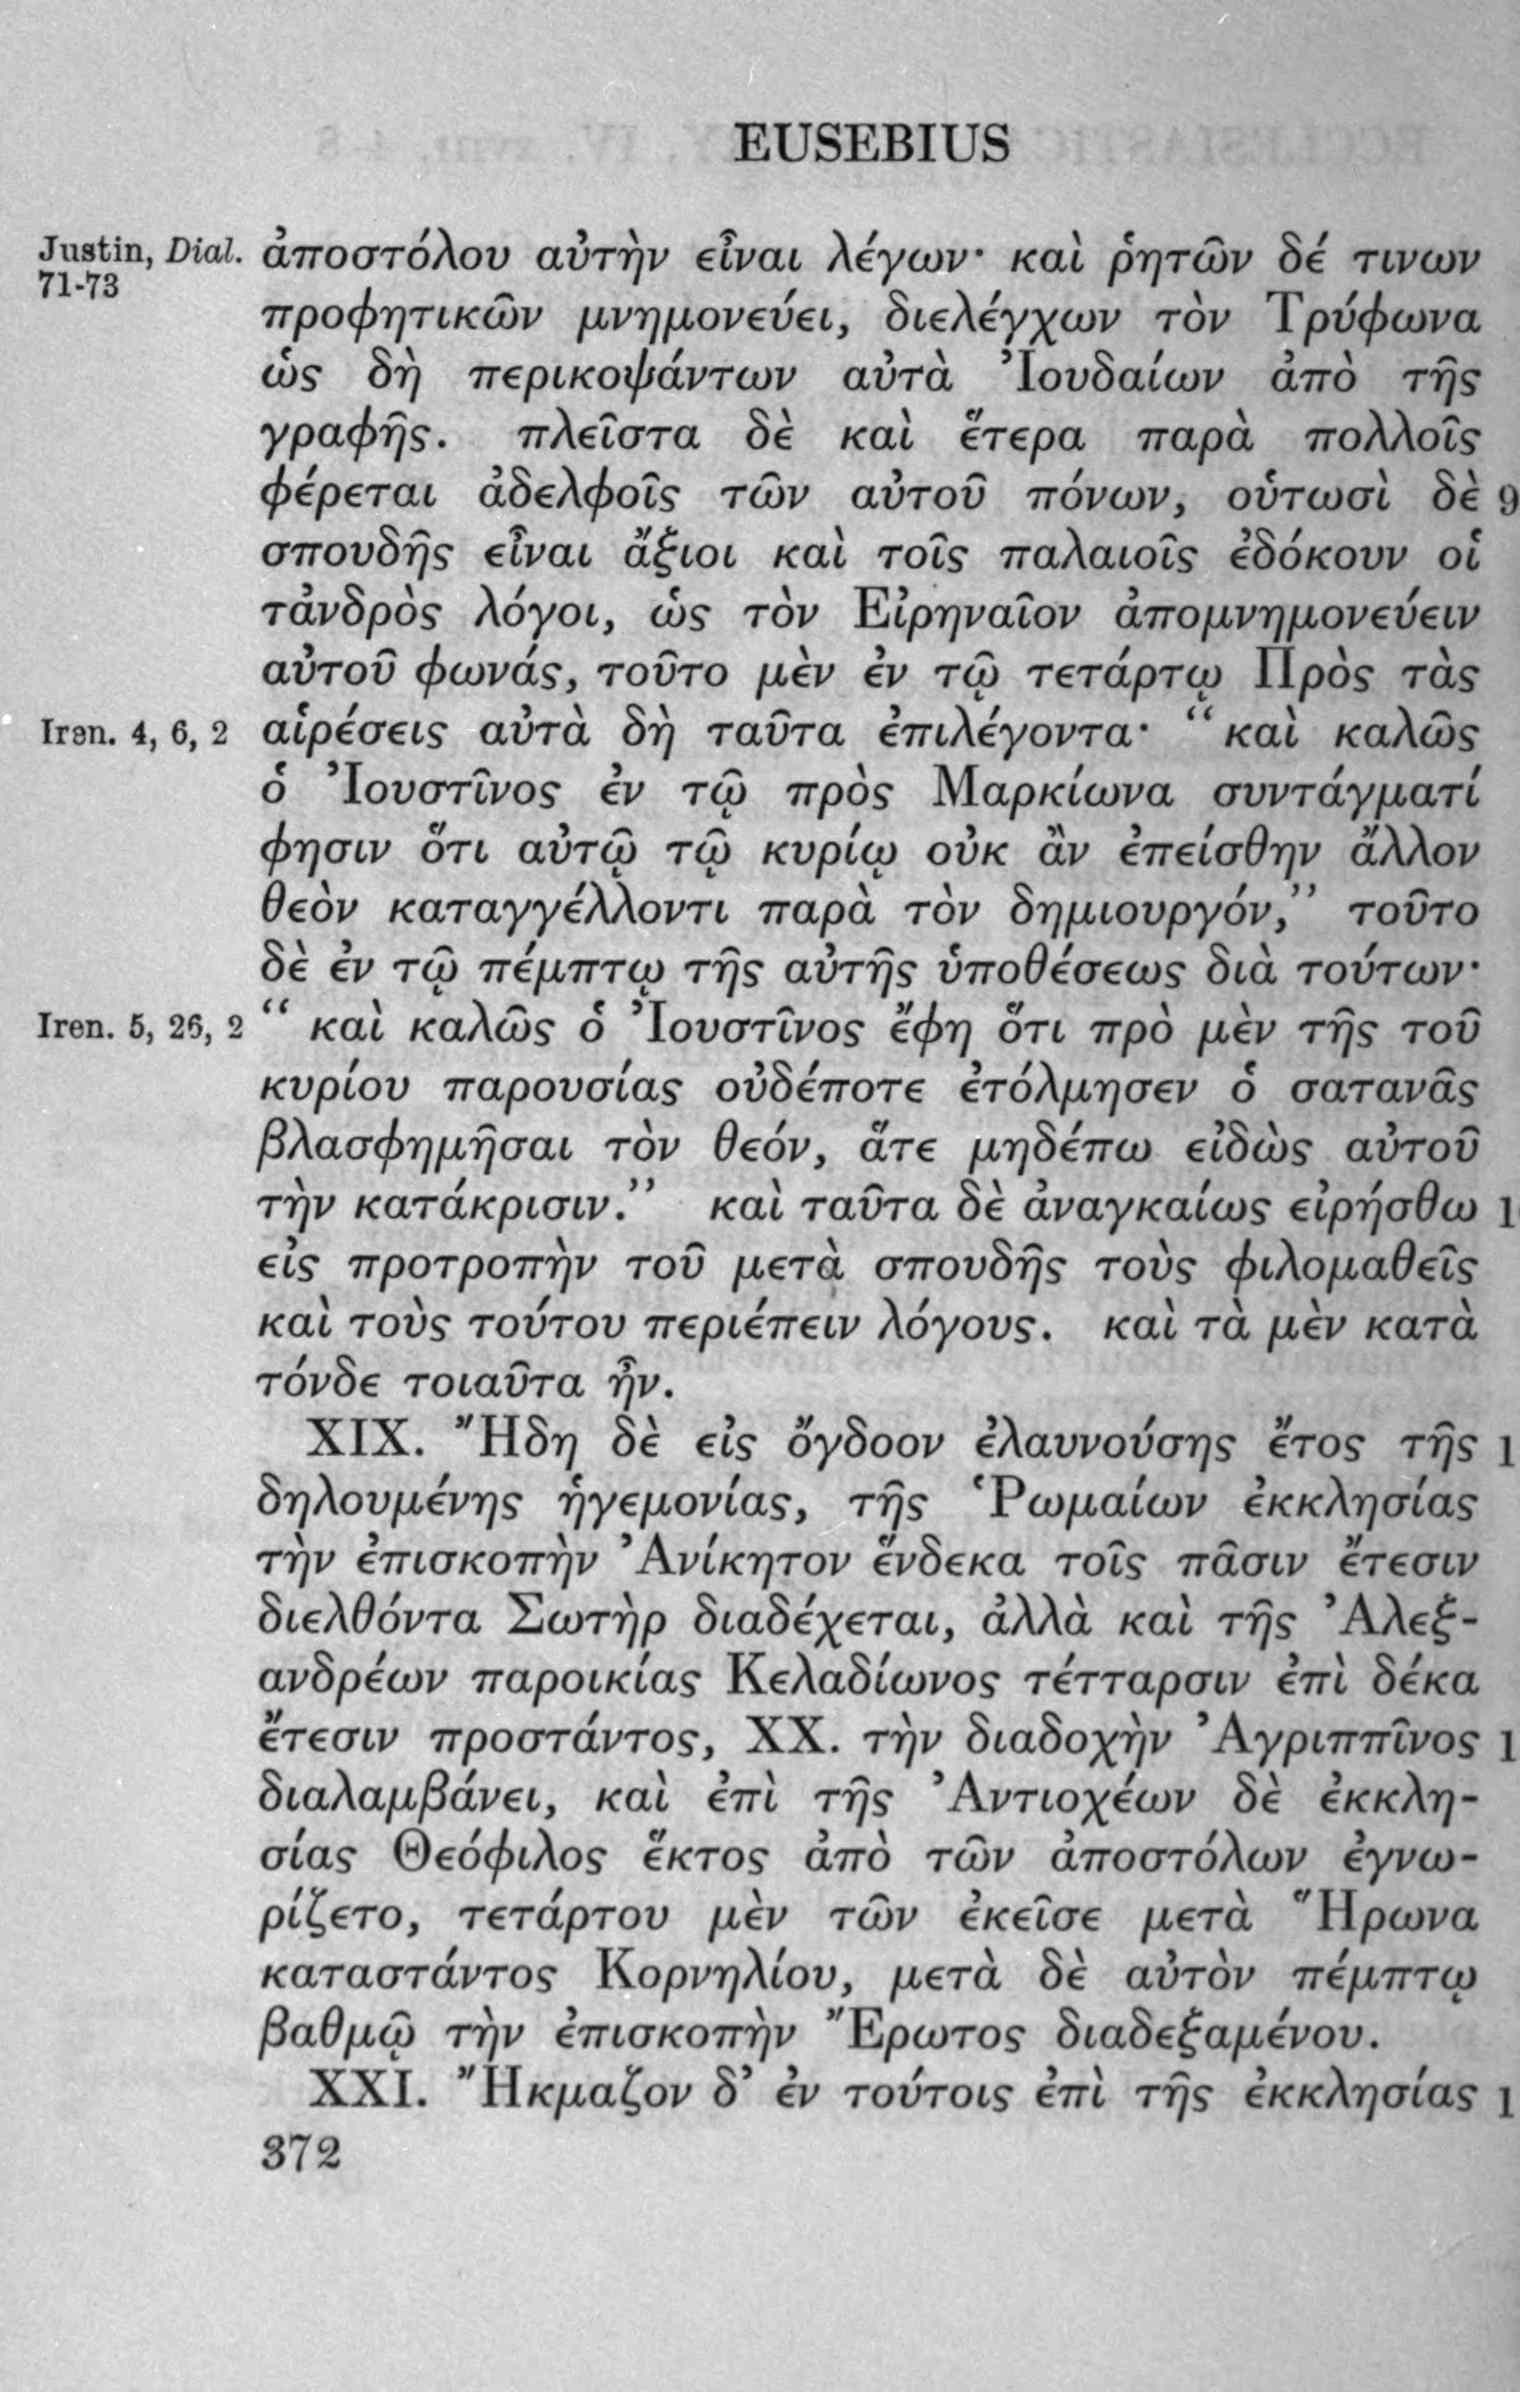 EUSEBIUS
Justin, Dial. ἀποστόλου αὐτὴν εἶναι λέγων· καὶ ῥητῶν δέ τινων
71-73
προφητικῶν μνημονεύει, διελέγχων τὸν Τρύφωνα
ὡς δὴ περικοψάντων αὐτὰ Ἰουδαίων ἀπὸ τῆς
γραφῆς. πλεῖστα δὲ καὶ ἕτερα παρὰ πολλοῖς
φέρεται ἀδελφοῖς τῶν αὐτοῦ πόνων, οὑτωσὶ δὲ 9
σπουδῆς εἶναι ἄξιοι καὶ τοῖς παλαιοῖς ἐδόκουν οἱ
τἀνδρὸς λόγοι, ὡς τὸν Εἰρηναῖον ἀπομνημονεύειν
αὐτοῦ φωνάς, τοῦτο μὲν ἐν τῷ τετάρτῳ Πρὸς τὰς
Iren. 4, 6, 2 αἱρέσεις αὐτὰ δὴ ταῦτα ἐπιλέγοντα· “καὶ καλῶς
ὁ Ἰουστῖνος ἐν τῷ πρὸς Μαρκίωνα συντάγματί
φησιν ὅτι αὐτῷ τῷ κυρίῳ οὐκ ἂν ἐπείσθην ἄλλον
θεὸν καταγγέλλοντι παρὰ τὸν δημιουργόν,” τοῦτο
δὲ ἐν τῷ πέμπτῳ τῆς αὐτῆς ὑποθέσεως διὰ τούτων·
Iren. 5, 26, 2 “ καὶ καλῶς ὁ Ἰουστῖνος ἔφη ὅτι πρὸ μὲν τῆς τοῦ
κυρίου παρουσίας οὐδέποτε ἐτόλμησεν ὁ σατανᾶς
βλασφημῆσαι τὸν θεόν, ἅτε μηδέπω εἰδὼς αὐτοῦ
τὴν κατάκρισιν.” καὶ ταῦτα δὲ ἀναγκαίως εἰρήσθω 1
εἰς προτροπὴν τοῦ μετὰ σπουδῆς τοὺς φιλομαθεῖς
καὶ τοὺς τούτου περιέπειν λόγους. καὶ τὰ μὲν κατὰ
τόνδε τοιαῦτα ἦν.
XIX. Ἤδη δὲ εἰς ὄγδοον ἐλαυνούσης ἔτος τῆς 1
δηλουμένης ἡγεμονίας, τῆς Ῥωμαίων ἐκκλησίας
τὴν ἐπισκοπὴν Ἀνίκητον ἕνδεκα τοῖς πᾶσιν ἔτεσιν
διελθόντα Σωτὴρ διαδέχεται, ἀλλὰ καὶ τῆς Ἀλεξ-
ανδρέων παροικίας Κελαδίωνος τέτταρσιν ἐπὶ δέκα
ἔτεσιν προστάντος, XX. τὴν διαδοχὴν Ἀγριππῖνος 1
διαλαμβάνει, καὶ ἐπὶ τῆς Ἀντιοχέων δὲ ἐκκλη-
σίας Θεόφιλος ἕκτος ἀπὸ τῶν ἀποστόλων ἐγνω-
ρίζετο, τετάρτου μὲν τῶν ἐκεῖσε μετὰ Ἥρωνα
καταστάντος Κορνηλίου, μετὰ δὲ αὐτὸν πέμπτῳ
βαθμῷ τὴν ἐπισκοπὴν Ἔρωτος διαδεξαμένου.
XXI. Ἤκμαζον δ’ ἐν τούτοις ἐπὶ τῆς ἐκκλησίας 1
372